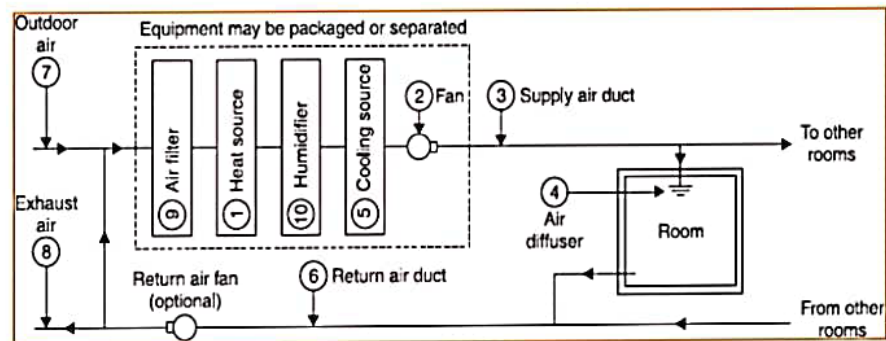 Outdoor
air
7
Equipment may be packaged or separated
9 Air filter
1 Heat source
10 Humidifier
5 Cooling source
2 Fan
3 Supply air duct
To other
rooms
4
Air
diffuser
Room
Exhaust
air
8
Return air fan
(optional)
6 Return air duct
From other
rooms